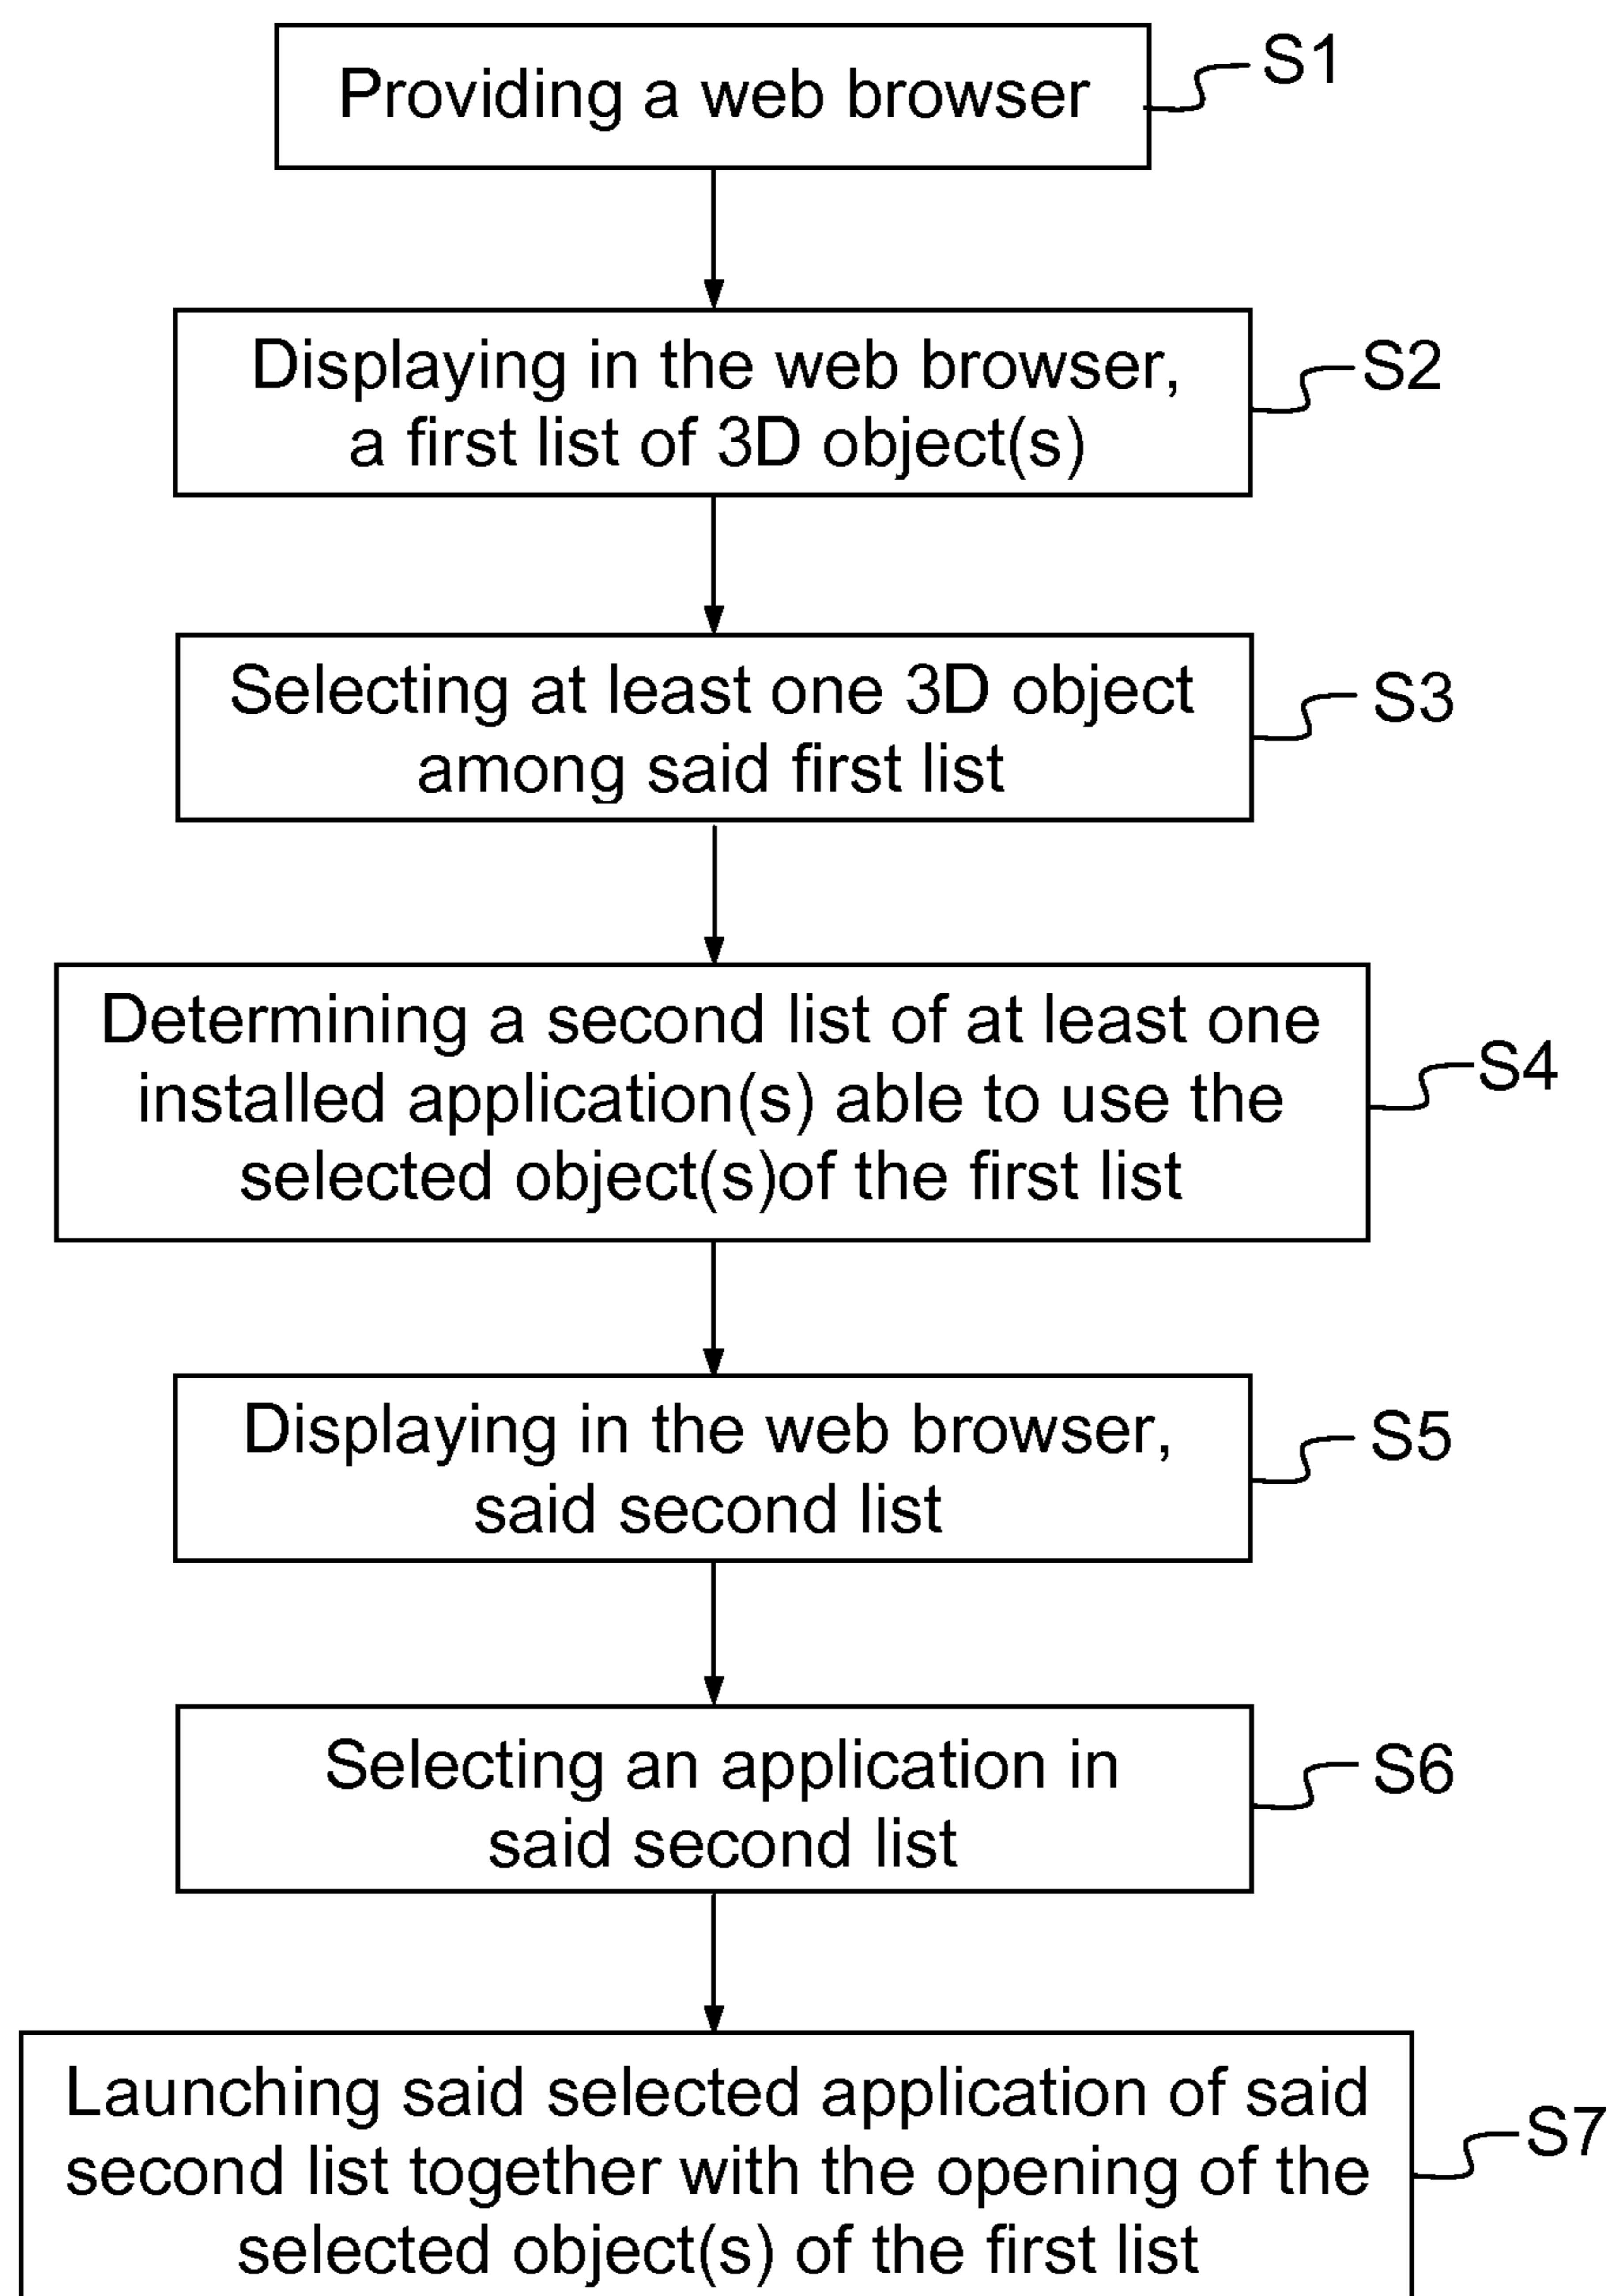 Providing a web browser
S1
Displaying in the web browser,
a first list of 3D object(s)
S2
Selecting at least one 3D object
among said first list
S3
Determining a second list of at least one
installed application(s) able to use the
selected object(s)of the first list
S4
Displaying in the web browser,
said second list
S5
Selecting an application in
said second list
S6
Launching said selected application of said
second list together with the opening of the
selected object(s) of the first list
S7